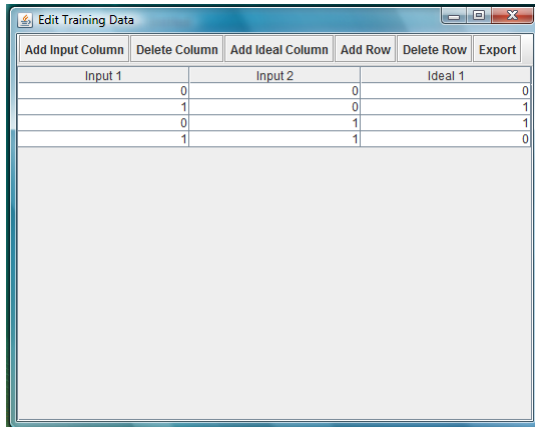 Edit Training Data
Add Input Column Delete Column Add Ideal Column Add Row Delete Row Export
Input 1 Input 2 Ideal 1
0 0 0
1 0 1
0 1 1
1 1 0